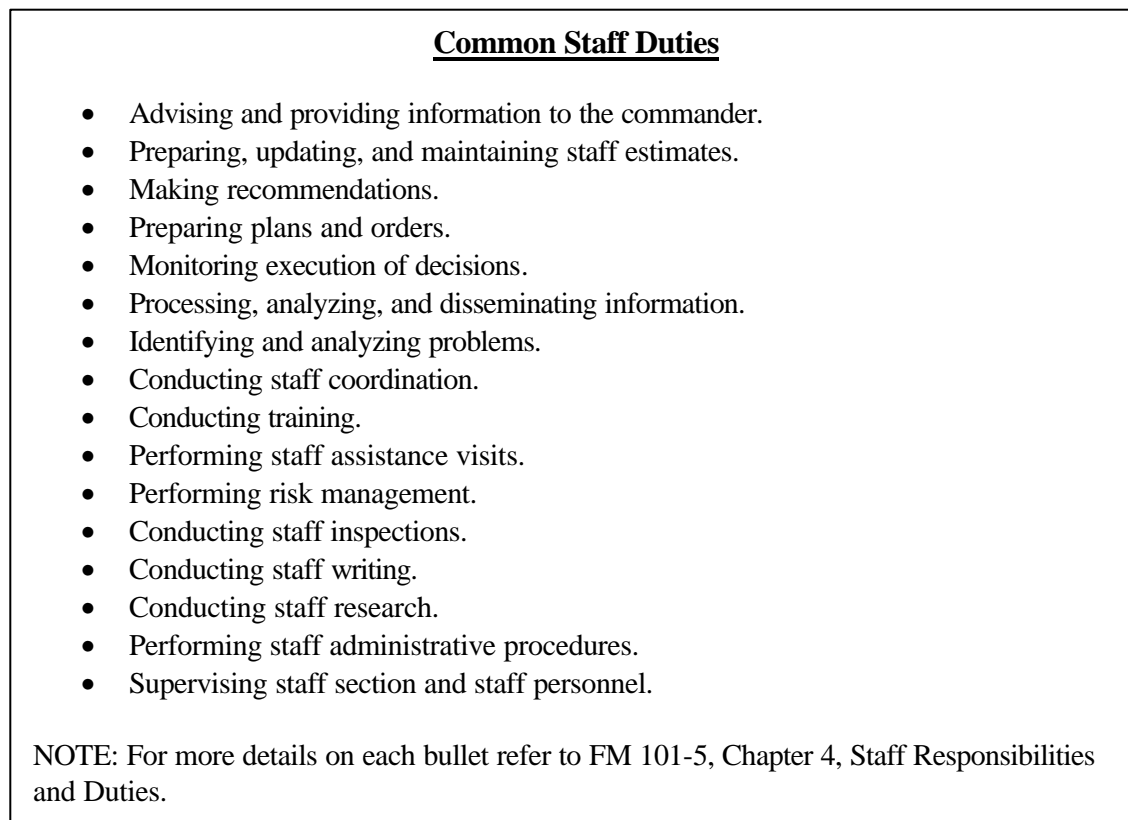 Common Staff Duties
• Advising and providing information to the commander.
• Preparing, updating, and maintaining staff estimates.
• Making recommendations.
• Preparing plans and orders.
• Monitoring execution of decisions.
• Processing, analyzing, and disseminating information.
• Identifying and analyzing problems.
• Conducting staff coordination.
• Conducting training.
• Performing staff assistance visits.
• Performing risk management.
• Conducting staff inspections.
• Conducting staff writing.
• Conducting staff research.
• Performing staff administrative procedures.
• Supervising staff section and staff personnel.
NOTE: For more details on each bullet refer to FM 101-5, Chapter 4, Staff Responsibilities
and Duties.